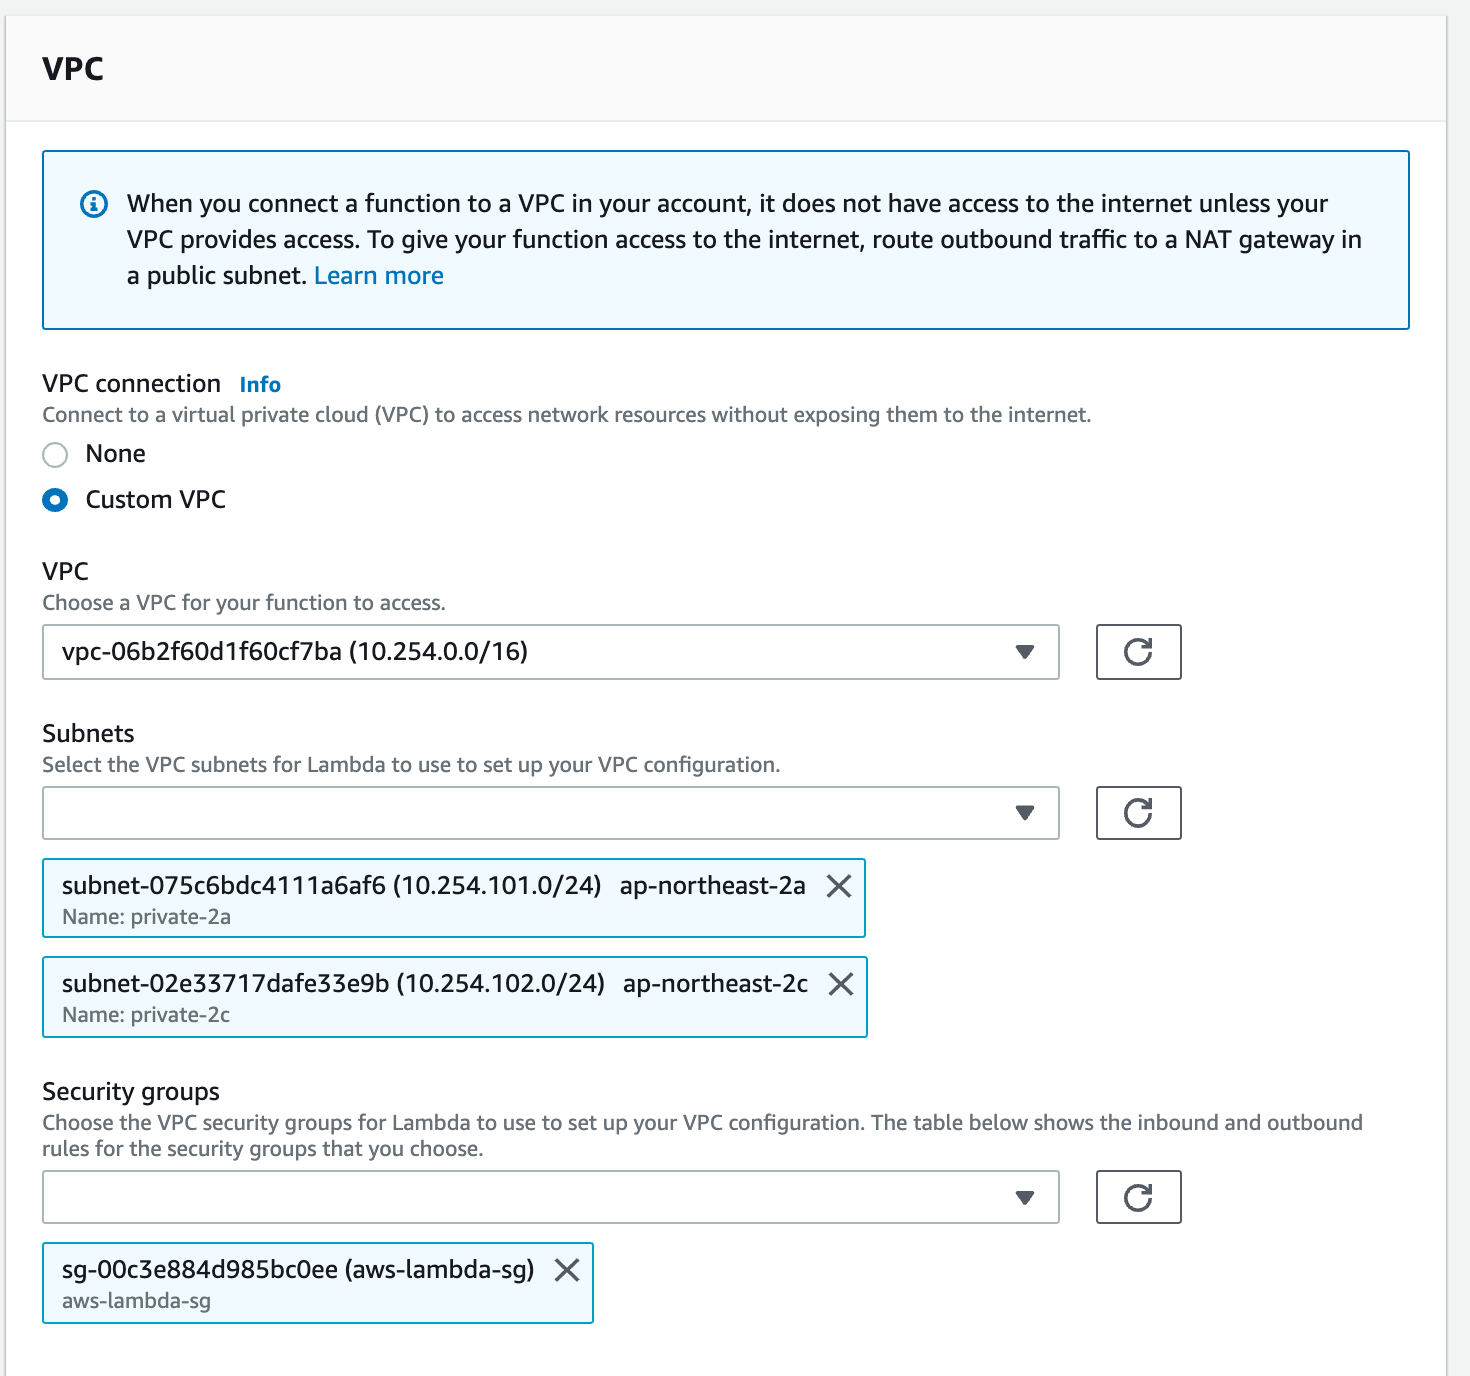 VPC
When you connect a function to a VPC in your account, it does not have access to the internet unless your
VPC provides access. To give your function access to the internet, route outbound traffic to a NAT gateway in
a public subnet. Learn more
VPC connection Info
Connect to a virtual private cloud (VPC) to access network resources without exposing them to the internet.
None
Custom VPC
VPC
Choose a VPC for your function to access.
vpc-06b2f60d1f60cf7ba (10.254.0.0/16)
Subnets
Select the VPC subnets for Lambda to use to set up your VPC configuration.
subnet-075c6bdc4111a6af6 (10.254.101.0/24) ap-northeast-2a
Name: private-2a
subnet-02e33717dafe33e9b (10.254.102.0/24) ap-northeast-2c
Name: private-2c
Security groups
Choose the VPC security groups for Lambda to use to set up your VPC configuration. The table below shows the inbound and outbound
rules for the security groups that you choose.
sg-00c3e884d985bc0ee (aws-lambda-sg)
aws-lambda-sg